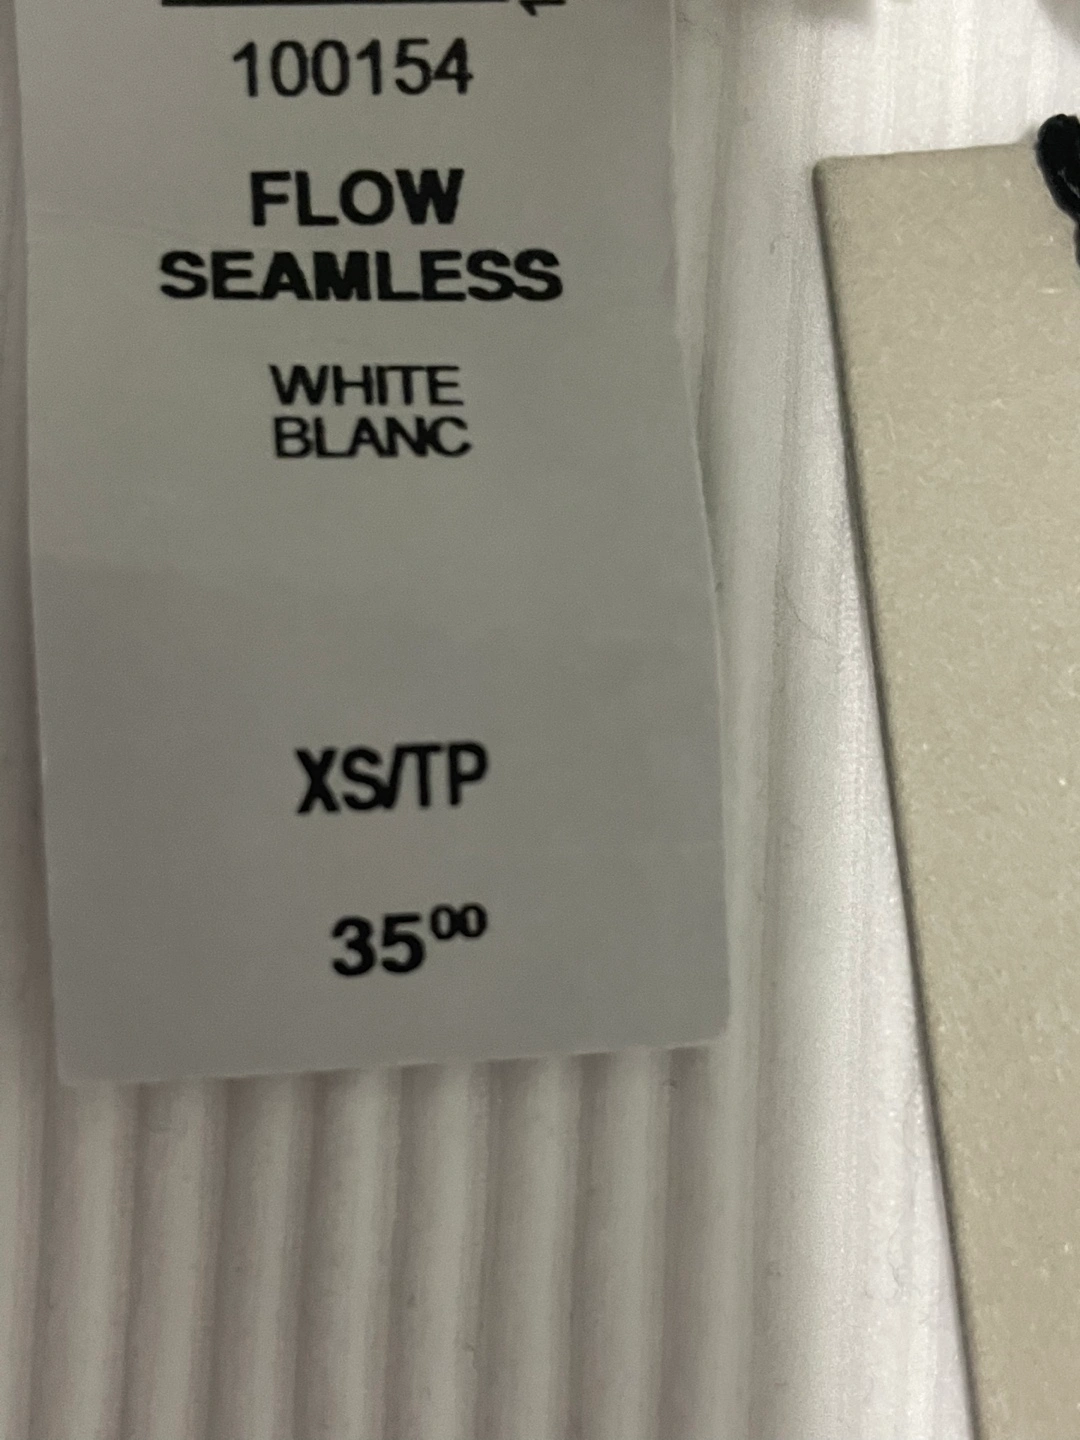 100154
FLOW
SEAMLESS
WHITE
BLANC
XS/TP
35⁰⁰